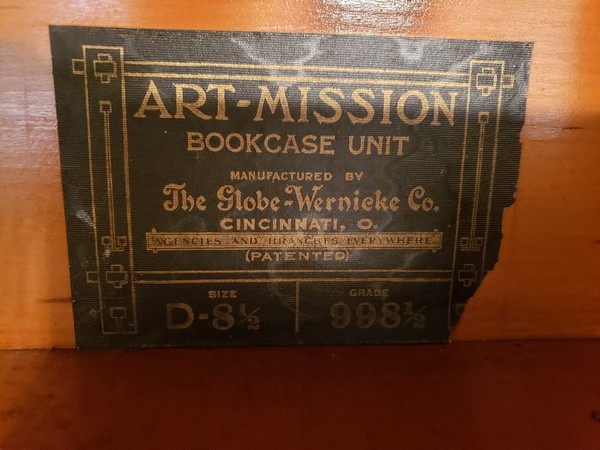 ART-MISSION
BOOKCASE UNIT
MANUFACTURED BY
The Globe-Wernicke Co.
CINCINNATI, O.
AGENCIES AND BRANCHES EVERYWHERE
(PATENTED)
SIZE GRADE
D-8½ 998½